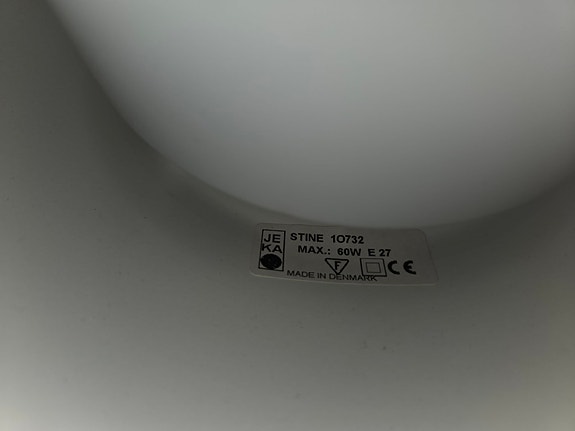 JE
KA
STINE 10732
MAX.: 60W E 27
F
CE
MADE IN DENMARK